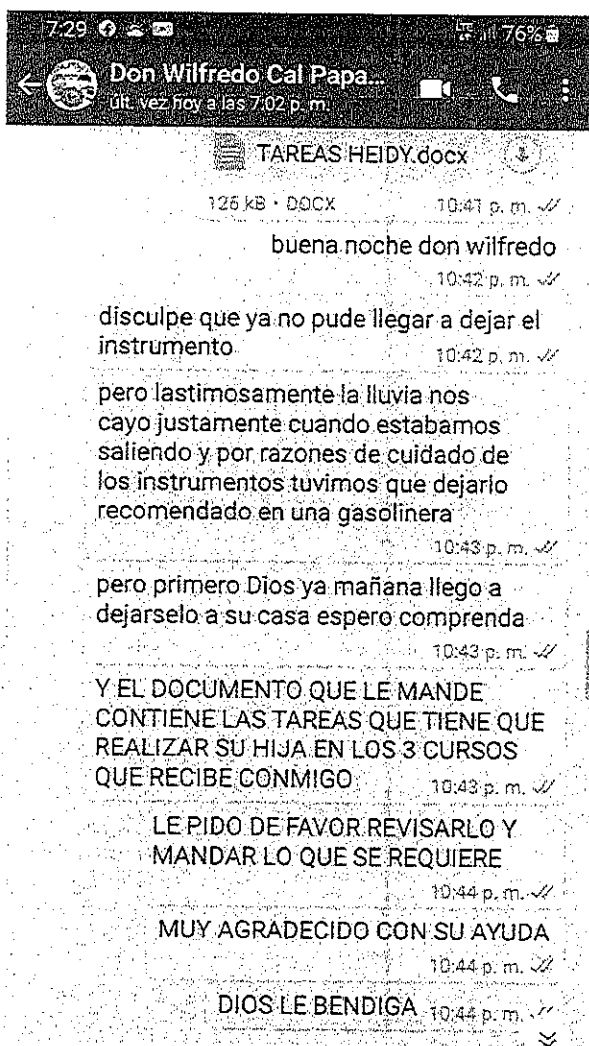 7:29 76%
Don Wilfredo Cal Papa...
últ. vez hoy a las 7:02 p. m.
TAREAS HEIDY.docx
126 kB • DOCX 10:41 p. m.
buena noche don wilfredo
10:42 p. m.
disculpe que ya no pude llegar a dejar el
instrumento 10:42 p. m.
pero lastimosamente la lluvia nos
cayo justamente cuando estabamos
saliendo y por razones de cuidado de
los instrumentos tuvimos que dejarlo
recomendado en una gasolinera
10:43 p. m.
pero primero Dios ya mañana llego a
dejarselo a su casa espero comprenda
10:43 p. m.
Y EL DOCUMENTO QUE LE MANDE
CONTIENE LAS TAREAS QUE TIENE QUE
REALIZAR SU HIJA EN LOS 3 CURSOS
QUE RECIBE CONMIGO 10:43 p. m.
LE PIDO DE FAVOR REVISARLO Y
MANDAR LO QUE SE REQUIERE
10:44 p. m.
MUY AGRADECIDO CON SU AYUDA
10:44 p. m.
DIOS LE BENDIGA 10:44 p. m.